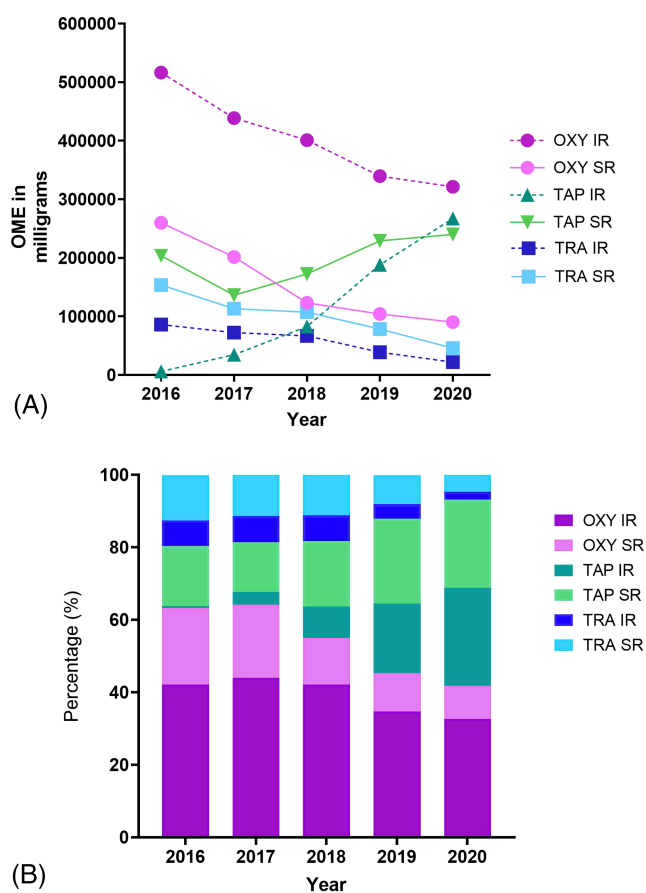 600000
500000
400000
300000
200000
100000
0
OME in
milligrams
2016 2017 2018 2019 2020
Year
OXY IR
OXY SR
TAP IR
TAP SR
TRA IR
TRA SR
(A)
100
80
60
40
20
0
Percentage (%)
2016 2017 2018 2019 2020
Year
OXY IR
OXY SR
TAP IR
TAP SR
TRA IR
TRA SR
(B)